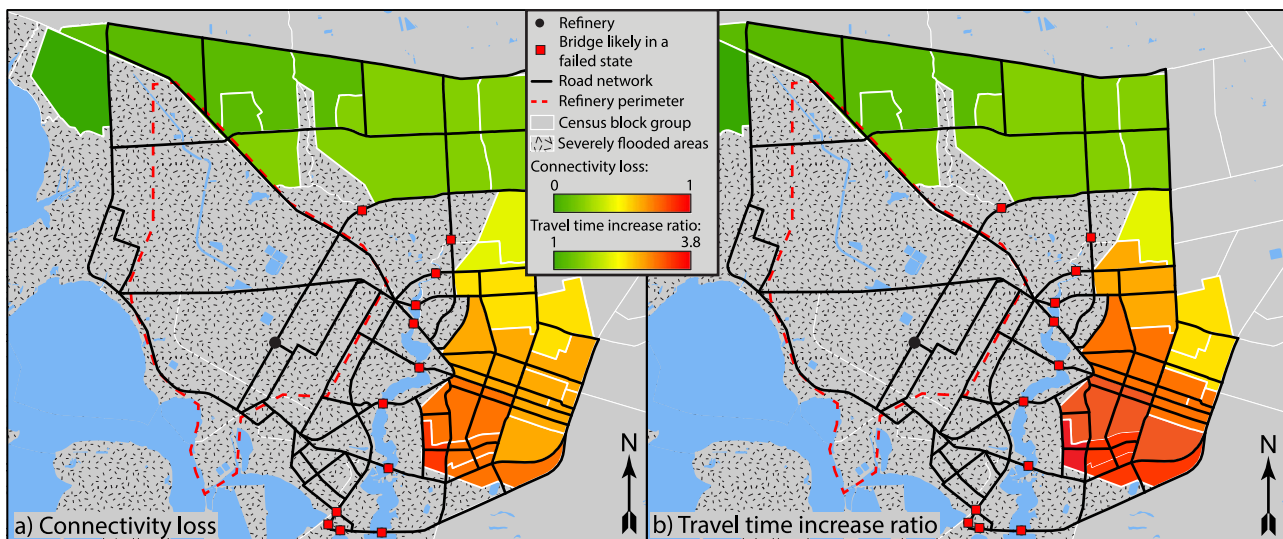 Refinery
Bridge likely in a
failed state
Road network
Refinery perimeter
Census block group
Severely flooded areas
Connectivity loss:
0 1
Travel time increase ratio:
1 3.8
N
a) Connectivity loss
N
b) Travel time increase ratio